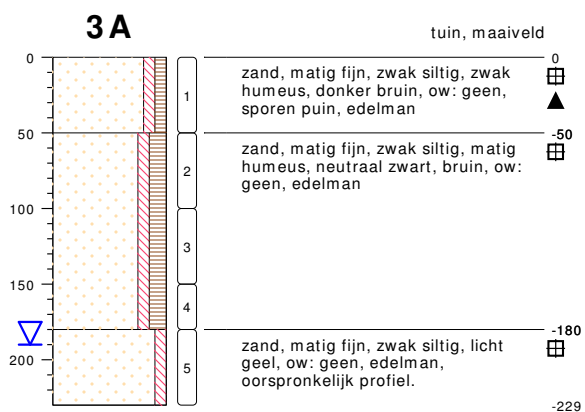 3A
tuin, maaiveld
0
50
100
150
200
1
2
3
4
5
zand, matig fijn, zwak siltig, zwak
humeus, donker bruin, ow: geen,
sporen puin, edelman
zand, matig fijn, zwak siltig, matig
humeus, neutraal zwart, bruin, ow:
geen, edelman
zand, matig fijn, zwak siltig, licht
geel, ow: geen, edelman,
oorspronkelijk profiel.
0
-50
-180
-229